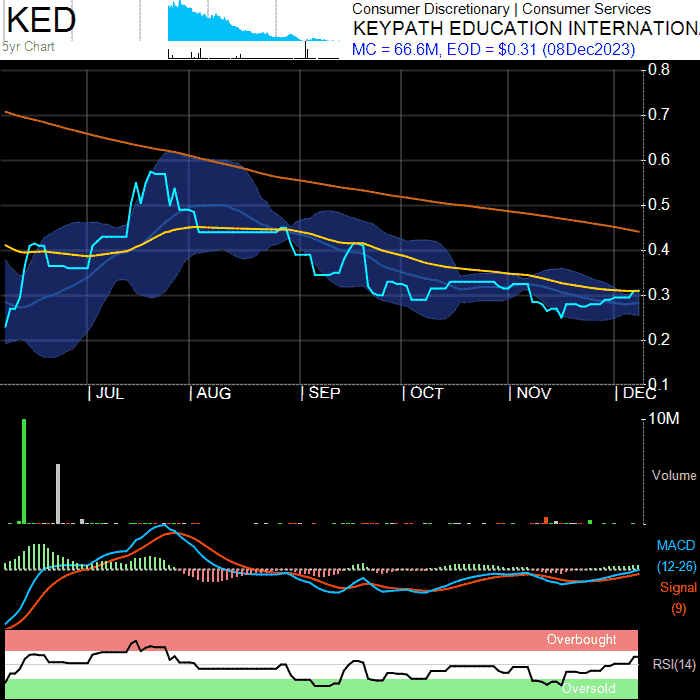 KED
5yr Chart
Consumer Discretionary | Consumer Services
KEYPATH EDUCATION INTERNATIONA
MC = 66.6M, EOD = $0.31 (08Dec2023)
0.8
0.7
0.6
0.5
0.4
0.3
0.2
0.1
| JUL | AUG | SEP | OCT | NOV | DEC
10M
Volume
MACD
(12-26)
Signal
(9)
Overbought
RSI(14)
Oversold